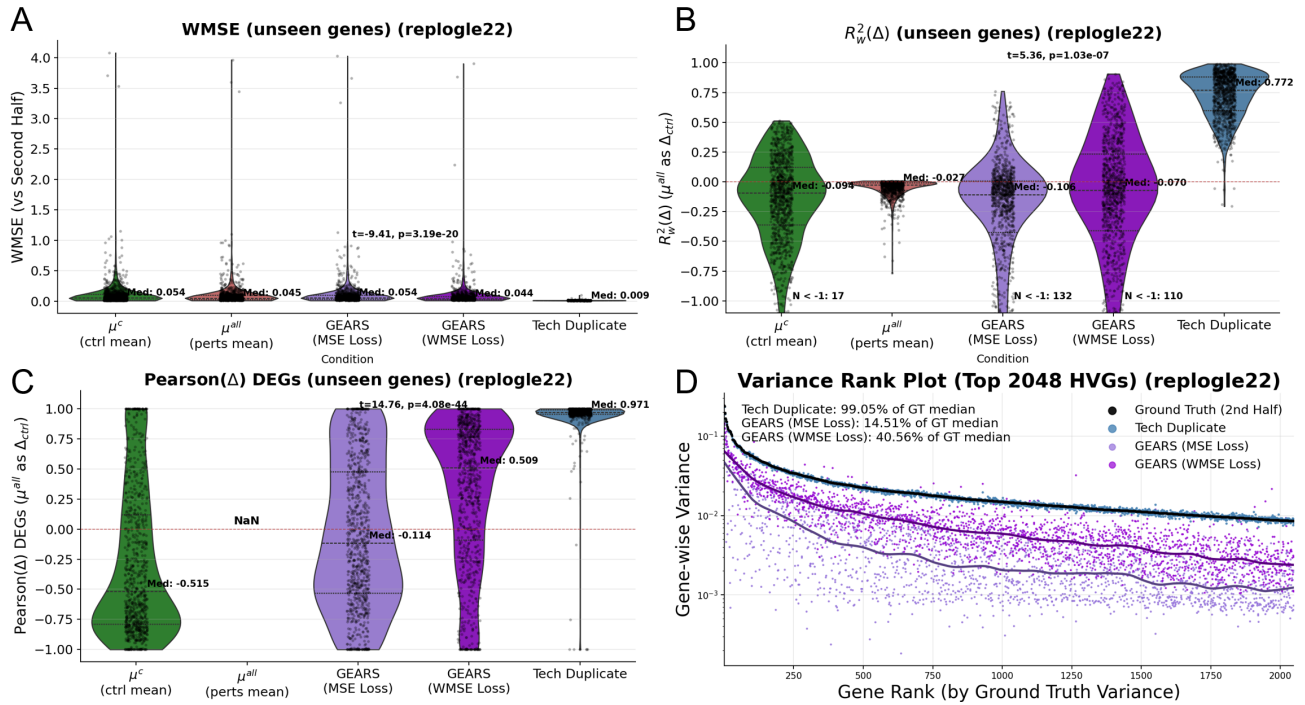 A
WMSE (unseen genes) (replogle22)
WMSE (vs Second Half)
4.0
3.5
3.0
2.5
2.0
1.5
1.0
0.5
0.0
t=-9.41, p=3.19e-20
Med: 0.054
Med: 0.045
Med: 0.054
Med: 0.044
Med: 0.009
μᶜ
(ctrl mean)
μᵃˡˡ
(perts mean)
GEARS
(MSE Loss)
GEARS
(WMSE Loss)
Tech Duplicate
Condition
B
R²_w(Δ) (unseen genes) (replogle22)
R²_w(Δ) (μᵃˡˡ as Δ_ctrl)
1.00
0.75
0.50
0.25
0.00
−0.25
−0.50
−0.75
−1.00
t=5.36, p=1.03e-07
Med: -0.094
Med: -0.027
Med: -0.106
Med: -0.070
Med: 0.772
N < -1: 17
N < -1: 132
N < -1: 110
μᶜ
(ctrl mean)
μᵃˡˡ
(perts mean)
GEARS
(MSE Loss)
GEARS
(WMSE Loss)
Tech Duplicate
Condition
C
Pearson(Δ) DEGs (unseen genes) (replogle22)
Pearson(Δ) DEGs (μᵃˡˡ as Δ_ctrl)
1.00
0.75
0.50
0.25
0.00
−0.25
−0.50
−0.75
−1.00
t=14.76, p=4.08e-44
Med: -0.515
NaN
Med: -0.114
Med: 0.509
Med: 0.971
μᶜ
(ctrl mean)
μᵃˡˡ
(perts mean)
GEARS
(MSE Loss)
GEARS
(WMSE Loss)
Tech Duplicate
D
Variance Rank Plot (Top 2048 HVGs) (replogle22)
Gene-wise Variance
10⁻¹
10⁻²
10⁻³
Tech Duplicate: 99.05% of GT median
GEARS (MSE Loss): 14.51% of GT median
GEARS (WMSE Loss): 40.56% of GT median
Ground Truth (2nd Half)
Tech Duplicate
GEARS (MSE Loss)
GEARS (WMSE Loss)
250
500
750
1000
1250
1500
1750
2000
Gene Rank (by Ground Truth Variance)